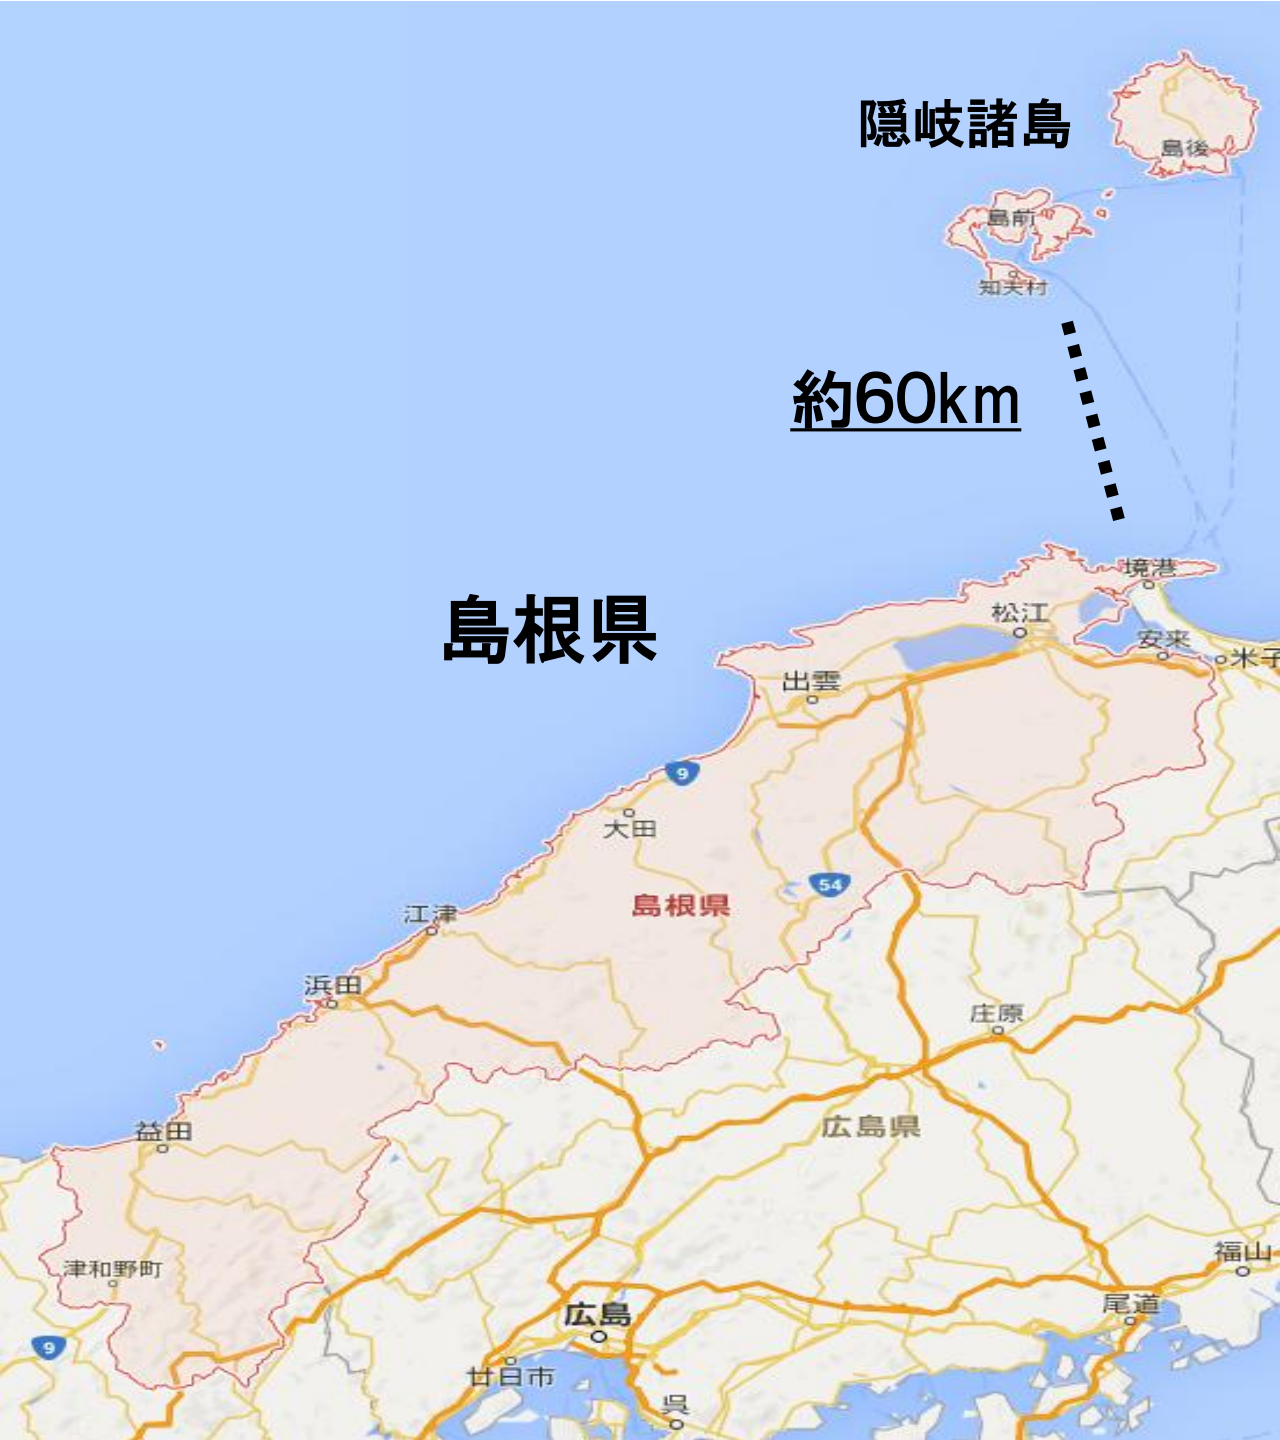 隠岐諸島
島後
島前
知夫村
約60km
島根県
境港
松江
安来
米子
出雲
9
大田
54
島根県
江津
浜田
庄原
益田
広島県
津和野町
福山
尾道
広島
9
廿日市
呉